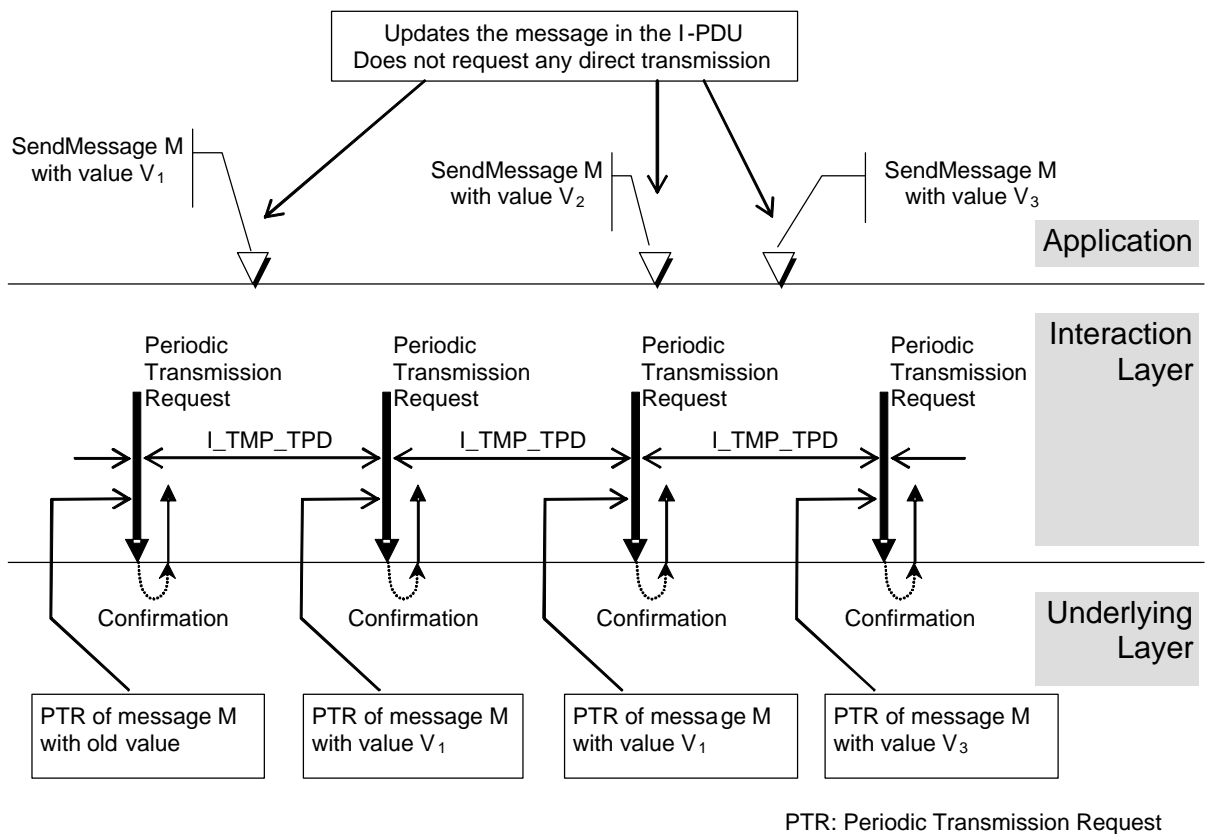 Updates the message in the I-PDU
Does not request any direct transmission
SendMessage M
with value V₁
SendMessage M
with value V₂
SendMessage M
with value V₃
Application
Periodic
Transmission
Request
Periodic
Transmission
Request
Periodic
Transmission
Request
Periodic
Transmission
Request
Interaction
Layer
I_TMP_TPD
I_TMP_TPD
I_TMP_TPD
Confirmation
Confirmation
Confirmation
Confirmation
Underlying
Layer
PTR of message M
with old value
PTR of message M
with value V₁
PTR of message M
with value V₁
PTR of message M
with value V₃
PTR: Periodic Transmission Request